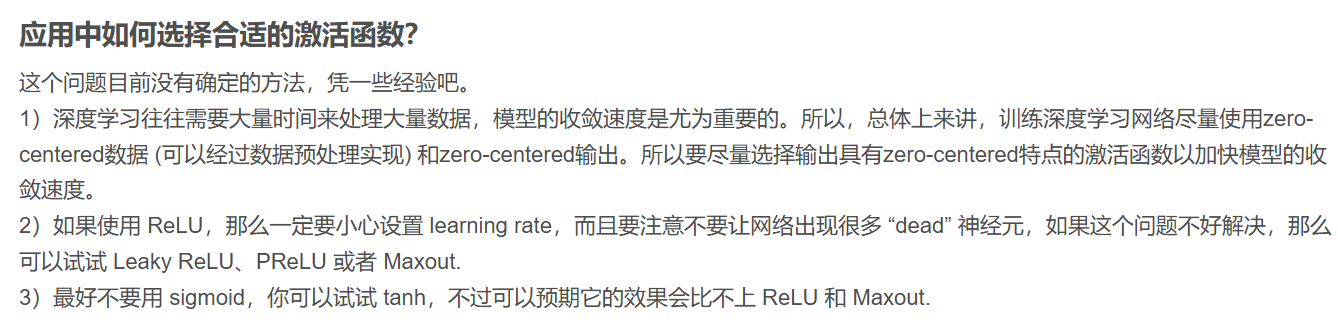 应用中如何选择合适的激活函数？
这个问题目前没有确定的方法，凭一些经验吧。
1）深度学习往往需要大量时间来处理大量数据，模型的收敛速度是尤为重要的。所以，总体上来讲，训练深度学习网络尽量使用zero-
centered数据 (可以经过数据预处理实现) 和zero-centered输出。所以要尽量选择输出具有zero-centered特点的激活函数以加快模型的收
敛速度。
2）如果使用 ReLU，那么一定要小心设置 learning rate，而且要注意不要让网络出现很多 “dead” 神经元，如果这个问题不好解决，那么
可以试试 Leaky ReLU、PReLU 或者 Maxout.
3）最好不要用 sigmoid，你可以试试 tanh，不过可以预期它的效果会比不上 ReLU 和 Maxout.